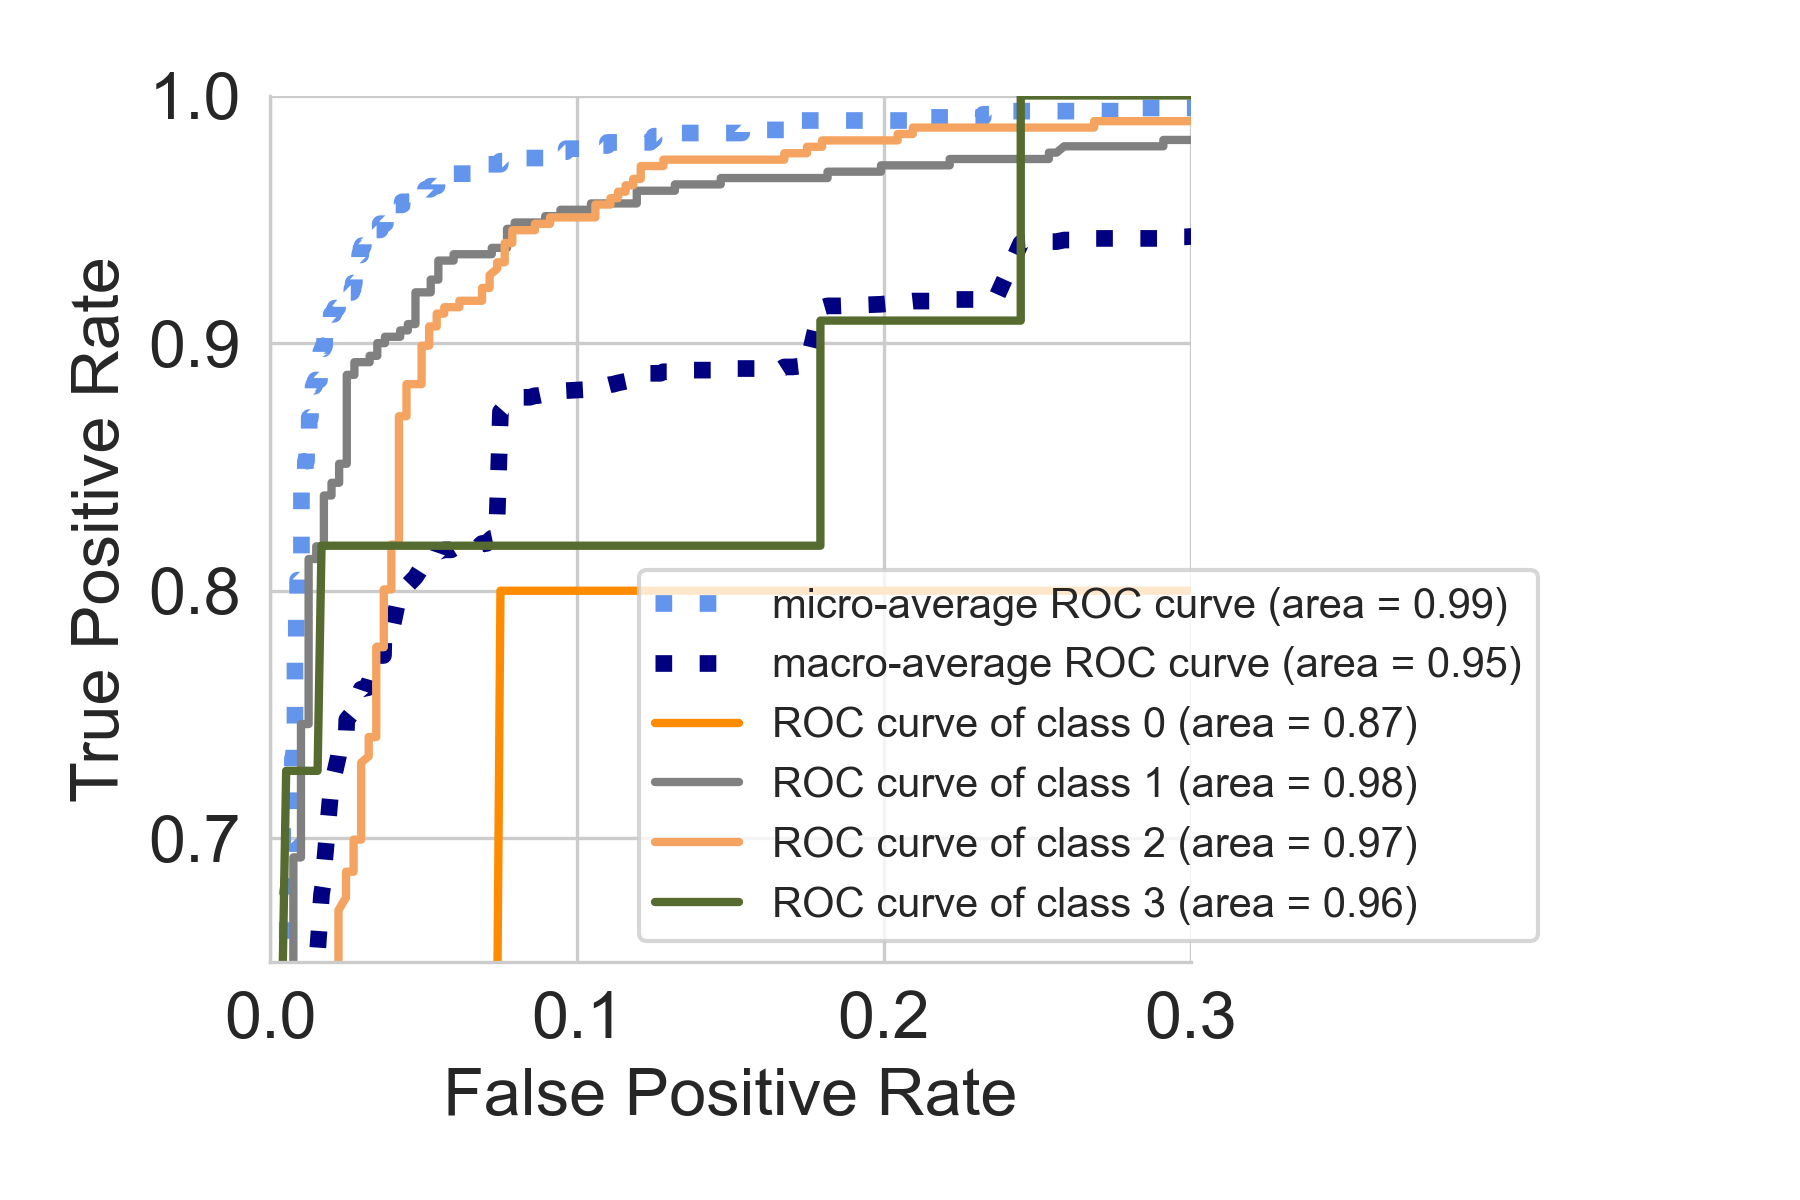 1.0
0.9
0.8
0.7
True Positive Rate
micro-average ROC curve (area = 0.99)
macro-average ROC curve (area = 0.95)
ROC curve of class 0 (area = 0.87)
ROC curve of class 1 (area = 0.98)
ROC curve of class 2 (area = 0.97)
ROC curve of class 3 (area = 0.96)
0.0 0.1 0.2 0.3
False Positive Rate